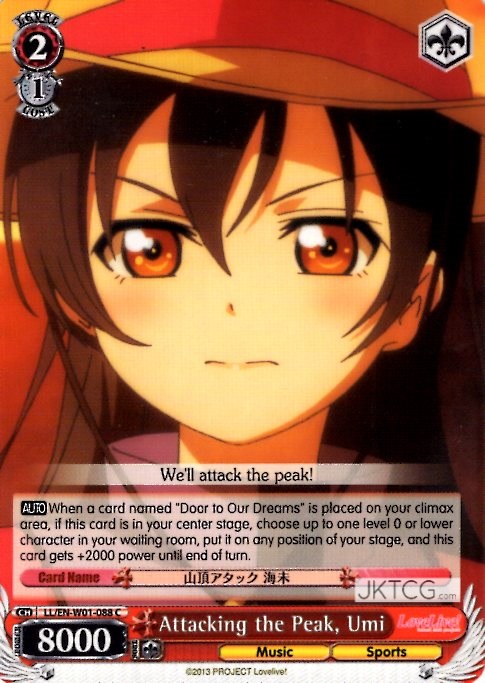 LEVEL
2
1
COST
We'll attack the peak!
AUTO When a card named "Door to Our Dreams" is placed on your climax
area, if this card is in your center stage, choose up to one level 0 or lower
character in your waiting room, put it on any position of your stage, and this
card gets +2000 power until end of turn.
Card Name 山頂アタック 海未
JKTCG.com
CH LL/EN-W01-088 C
POWER 8000
Attacking the Peak, Umi
LoveLive!
Music Sports
©2013 PROJECT Lovelive!